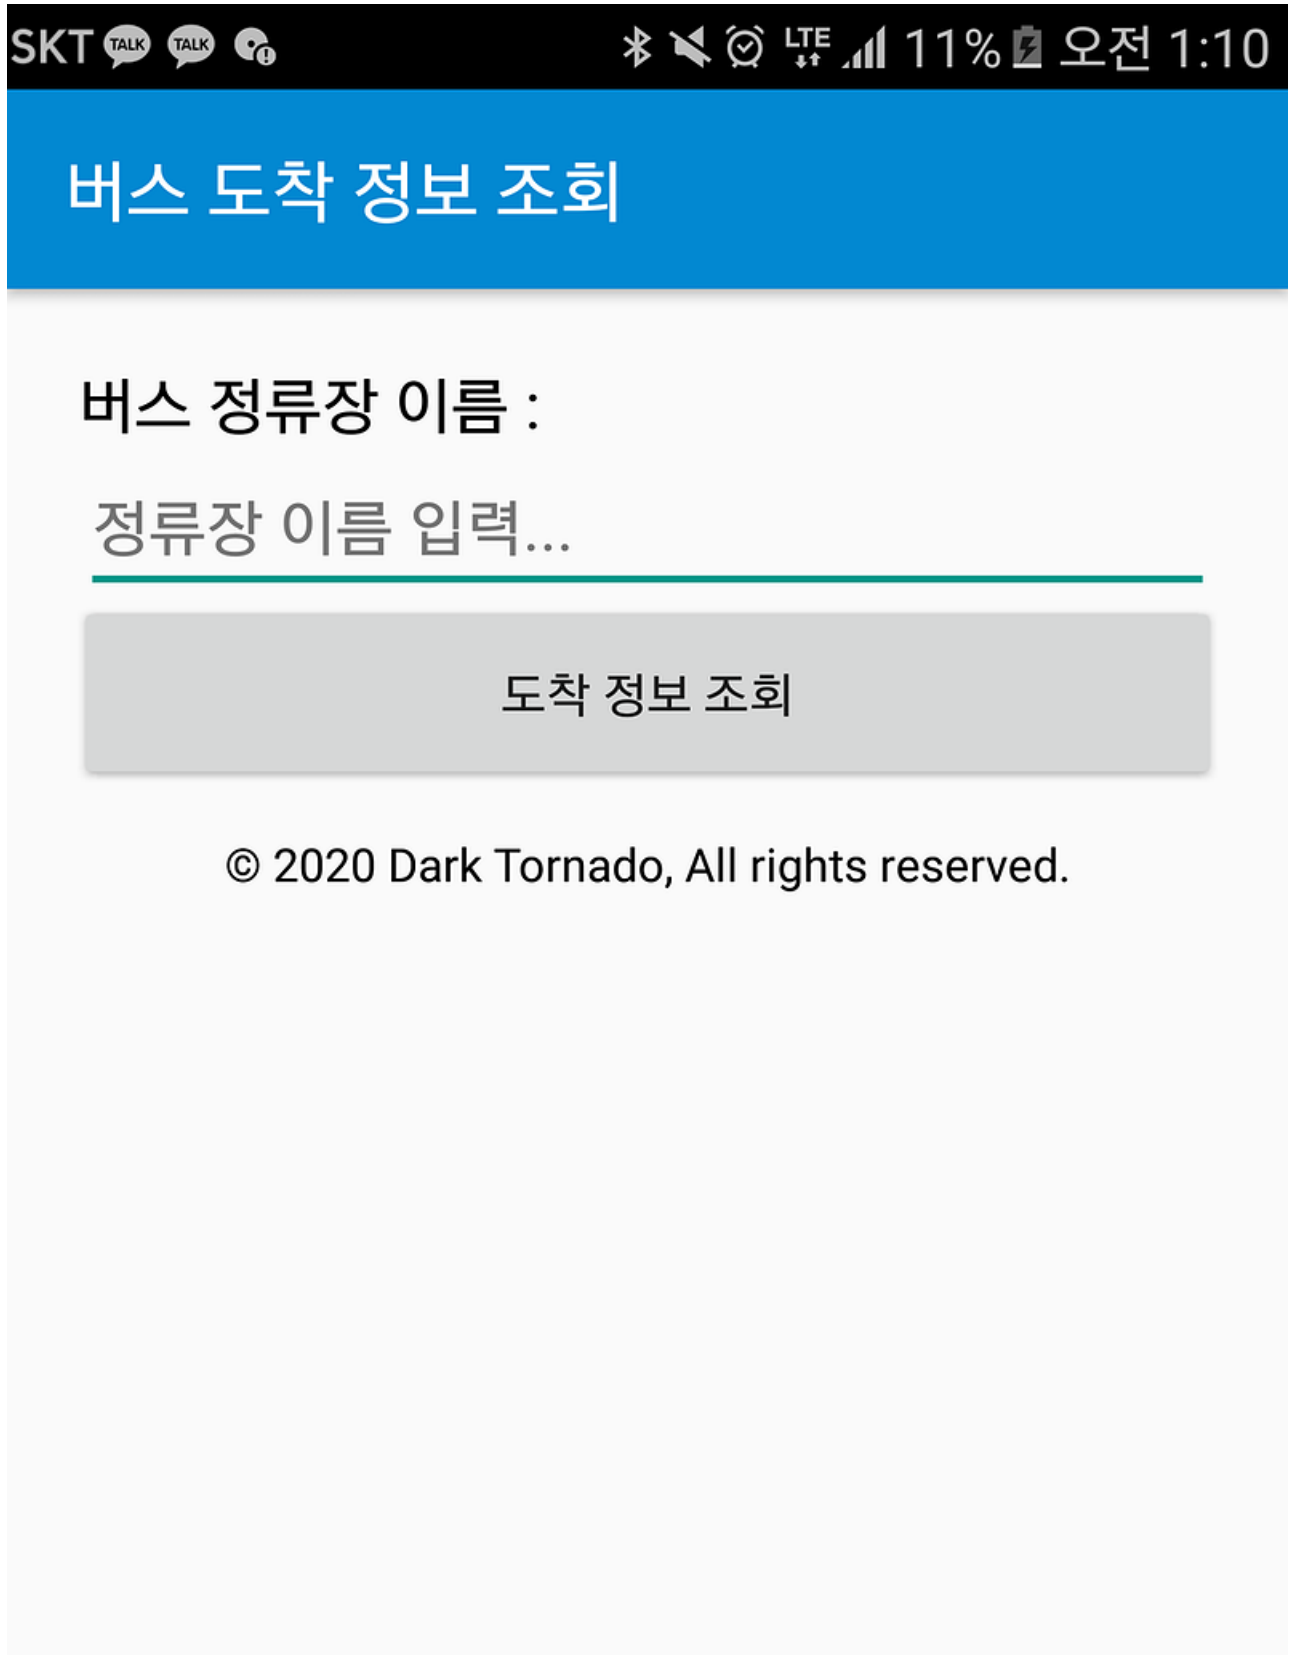 SKT TALK TALK LTE 11% 오전 1:10
버스 도착 정보 조회
버스 정류장 이름 :
정류장 이름 입력...
도착 정보 조회
© 2020 Dark Tornado, All rights reserved.